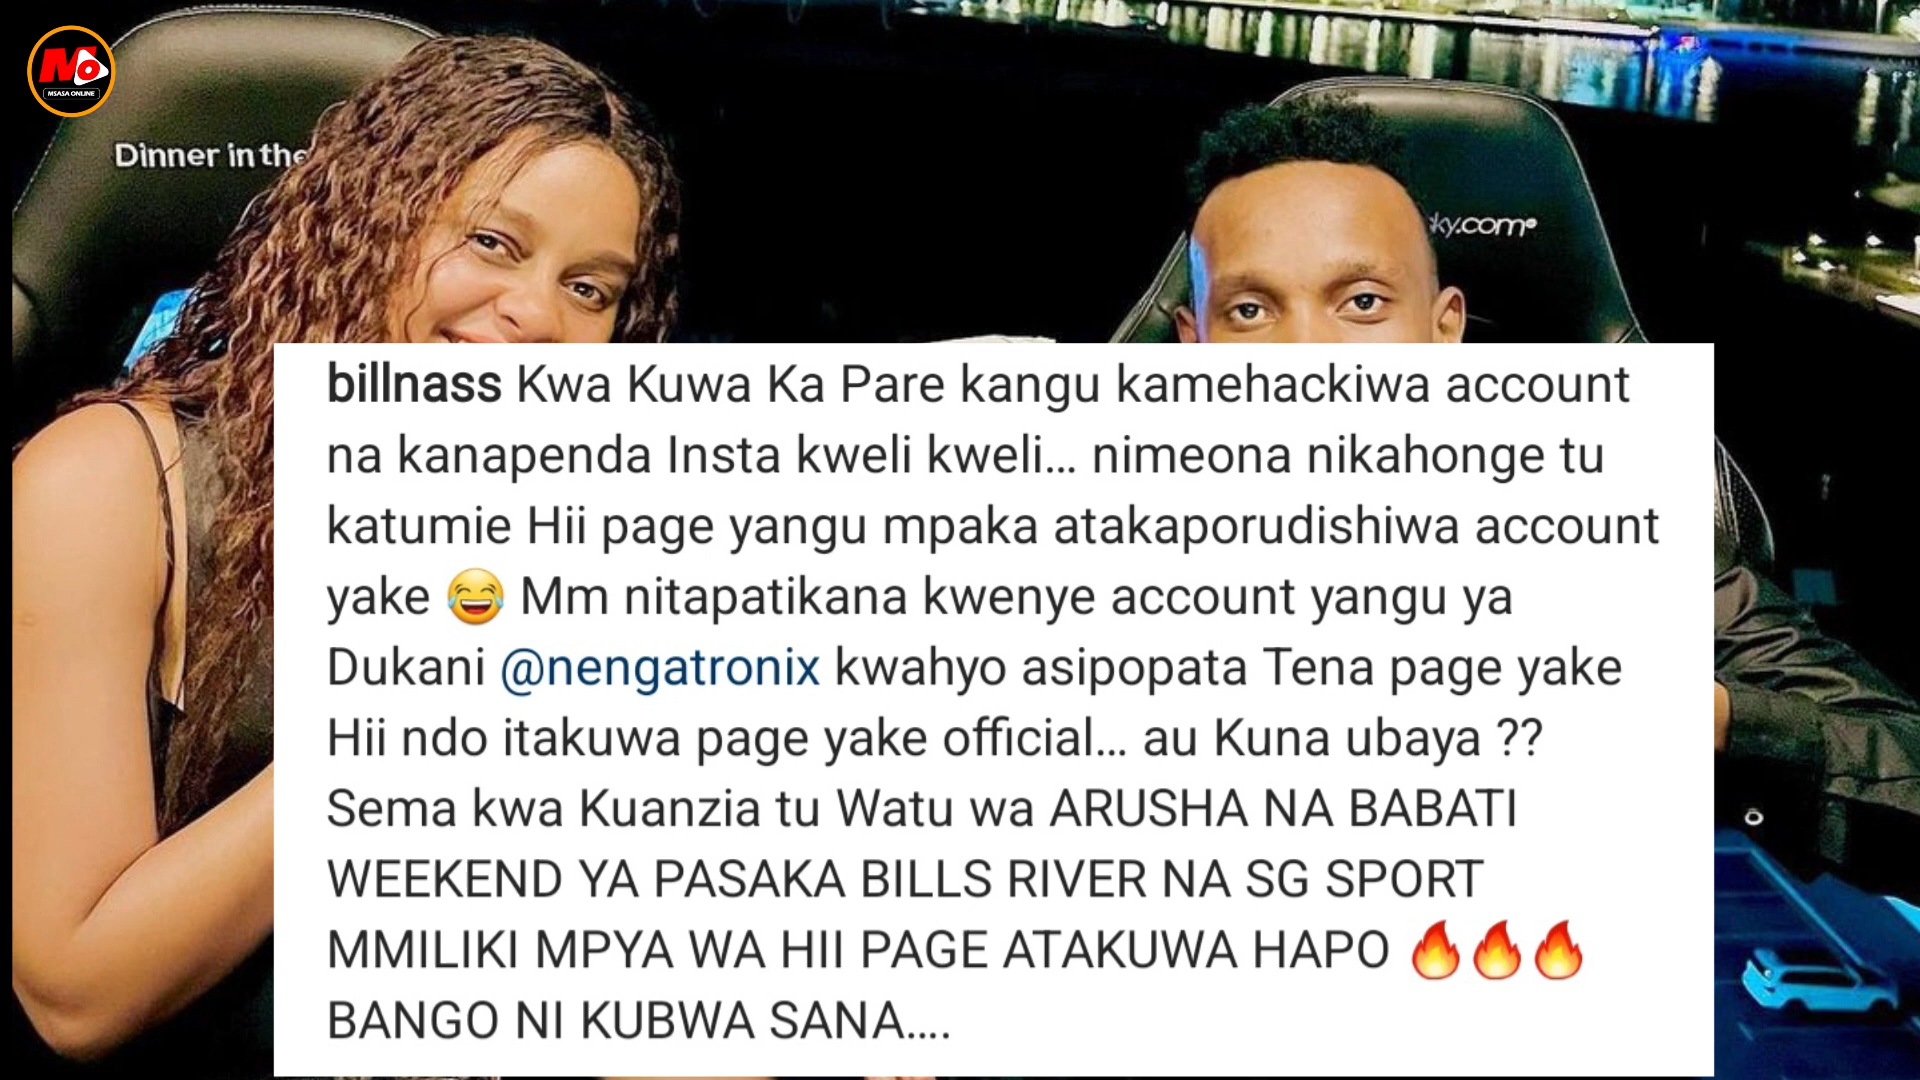 Mo
MSASA ONLINE
Dinner in the
ky.com
billnass Kwa Kuwa Ka Pare kangu kamehackiwa account
na kanapenda Insta kweli kweli... nimeona nikahonge tu
katumie Hii page yangu mpaka atakaporudishiwa account
yake 😂 Mm nitapatikana kwenye account yangu ya
Dukani @nengatronix kwahyo asipopata Tena page yake
Hii ndo itakuwa page yake official... au Kuna ubaya ??
Sema kwa Kuanzia tu Watu wa ARUSHA NA BABATI
WEEKEND YA PASAKA BILLS RIVER NA SG SPORT
MMILIKI MPYA WA HII PAGE ATAKUWA HAPO 🔥🔥🔥
BANGO NI KUBWA SANA....